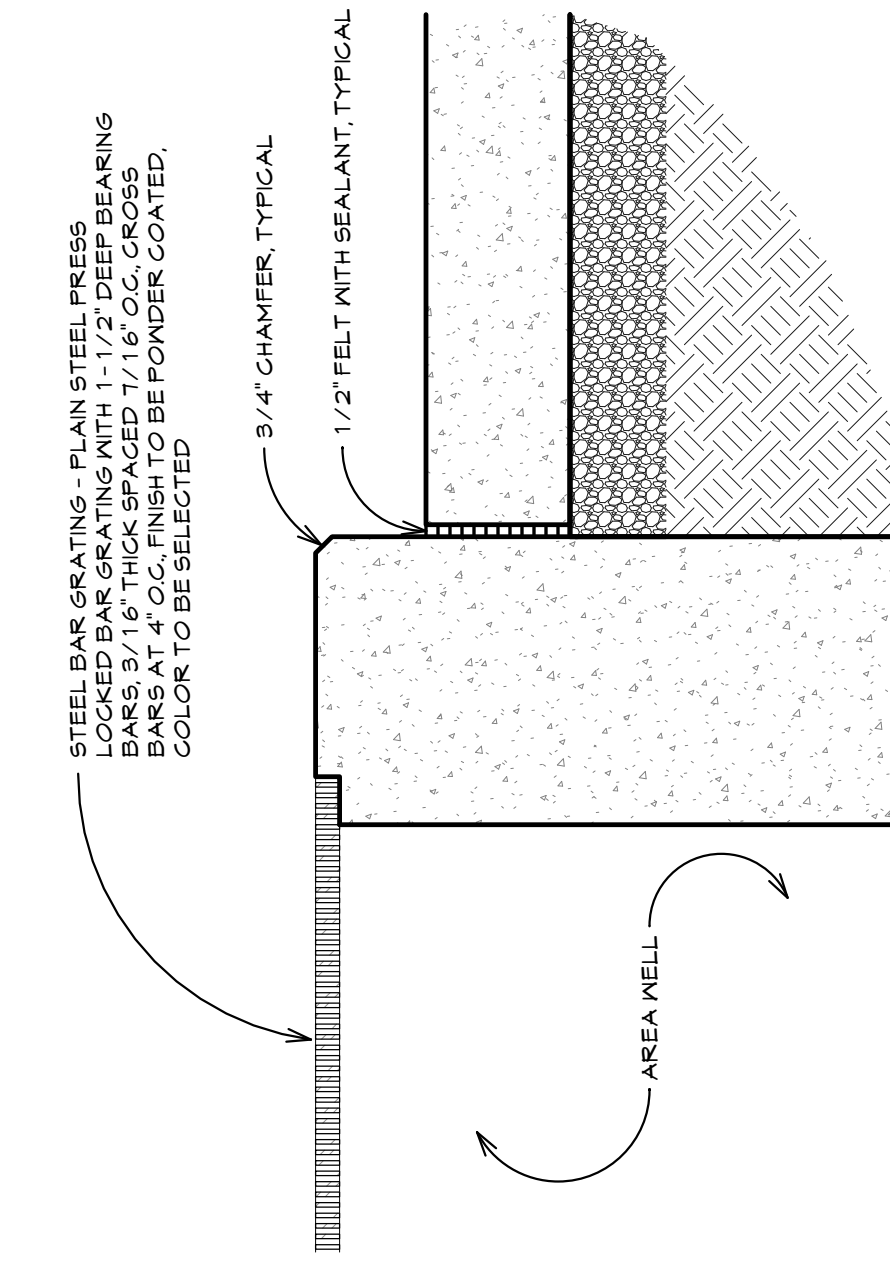 STEEL BAR GRATING - PLAIN STEEL PRESS
LOCKED BAR GRATING WITH 1-1/2" DEEP BEARING
BARS, 3/16" THICK SPACED 7/16" O.C., CROSS
BARS AT 4" O.C., FINISH TO BE POWDER COATED,
COLOR TO BE SELECTED
3/4" CHAMFER, TYPICAL
1/2" FELT WITH SEALANT, TYPICAL
AREA WELL